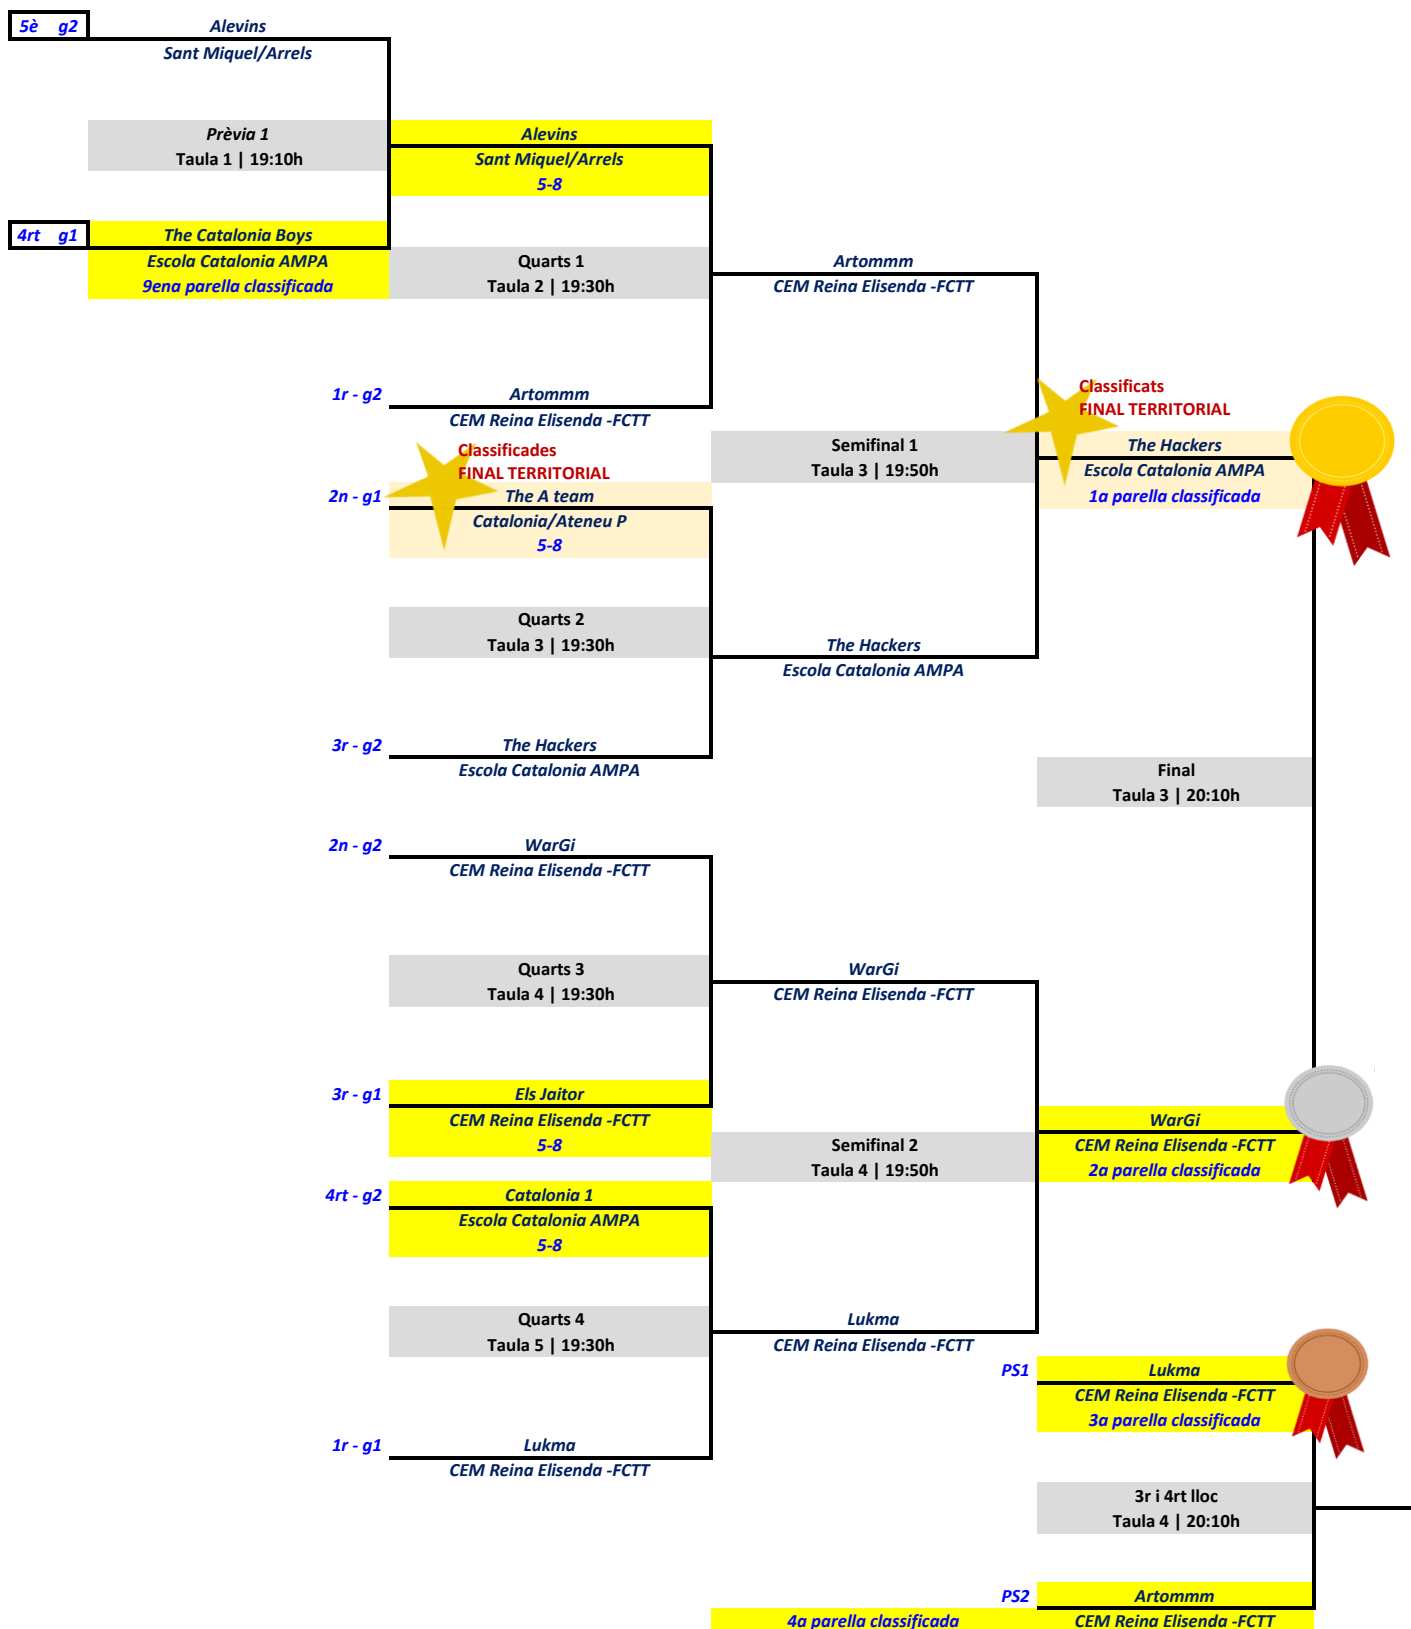 5è g2
Alevins
Sant Miquel/Arrels
Prèvia 1
Taula 1 | 19:10h
Alevins
Sant Miquel/Arrels
5-8
4rt g1
The Catalonia Boys
Escola Catalonia AMPA
9ena parella classificada
Quarts 1
Taula 2 | 19:30h
Artommm
CEM Reina Elisenda -FCTT
1r - g2
Artommm
CEM Reina Elisenda -FCTT
Classificats
FINAL TERRITORIAL
Semifinal 1
Taula 3 | 19:50h
The Hackers
Escola Catalonia AMPA
1a parella classificada
Classificades
FINAL TERRITORIAL
2n - g1
The A team
Catalonia/Ateneu P
5-8
Quarts 2
Taula 3 | 19:30h
The Hackers
Escola Catalonia AMPA
3r - g2
The Hackers
Escola Catalonia AMPA
Final
Taula 3 | 20:10h
2n - g2
WarGi
CEM Reina Elisenda -FCTT
Quarts 3
Taula 4 | 19:30h
WarGi
CEM Reina Elisenda -FCTT
3r - g1
Els Jaitor
CEM Reina Elisenda -FCTT
5-8
Semifinal 2
Taula 4 | 19:50h
WarGi
CEM Reina Elisenda -FCTT
2a parella classificada
4rt - g2
Catalonia 1
Escola Catalonia AMPA
5-8
Quarts 4
Taula 5 | 19:30h
Lukma
CEM Reina Elisenda -FCTT
PS1
Lukma
CEM Reina Elisenda -FCTT
3a parella classificada
1r - g1
Lukma
CEM Reina Elisenda -FCTT
3r i 4rt lloc
Taula 4 | 20:10h
PS2
Artommm
4a parella classificada
CEM Reina Elisenda -FCTT